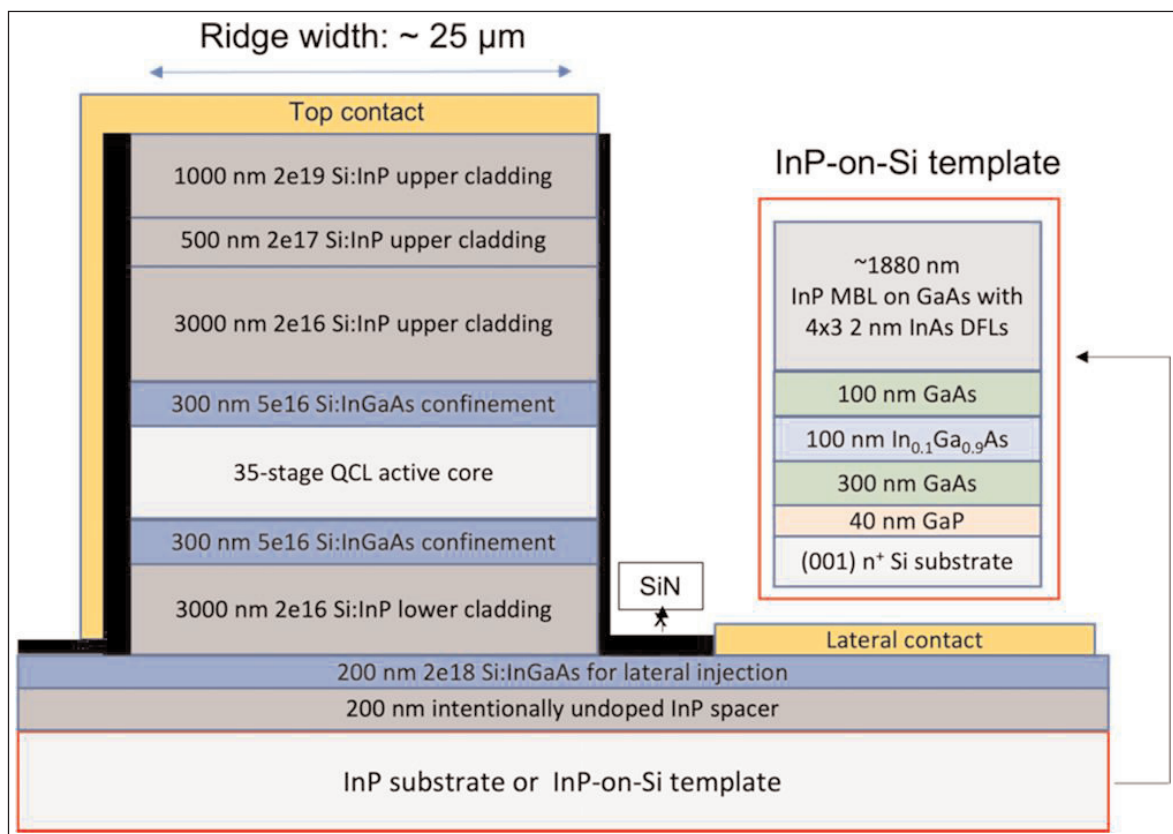 Ridge width: ~ 25 µm
Top contact
1000 nm 2e19 Si:InP upper cladding
500 nm 2e17 Si:InP upper cladding
3000 nm 2e16 Si:InP upper cladding
300 nm 5e16 Si:InGaAs confinement
35-stage QCL active core
300 nm 5e16 Si:InGaAs confinement
3000 nm 2e16 Si:InP lower cladding
SiN
Lateral contact
200 nm 2e18 Si:InGaAs for lateral injection
200 nm intentionally undoped InP spacer
InP substrate or InP-on-Si template
InP-on-Si template
~1880 nm
InP MBL on GaAs with
4x3 2 nm InAs DFLs
100 nm GaAs
100 nm In₀.₁Ga₀.₉As
300 nm GaAs
40 nm GaP
(001) n⁺ Si substrate